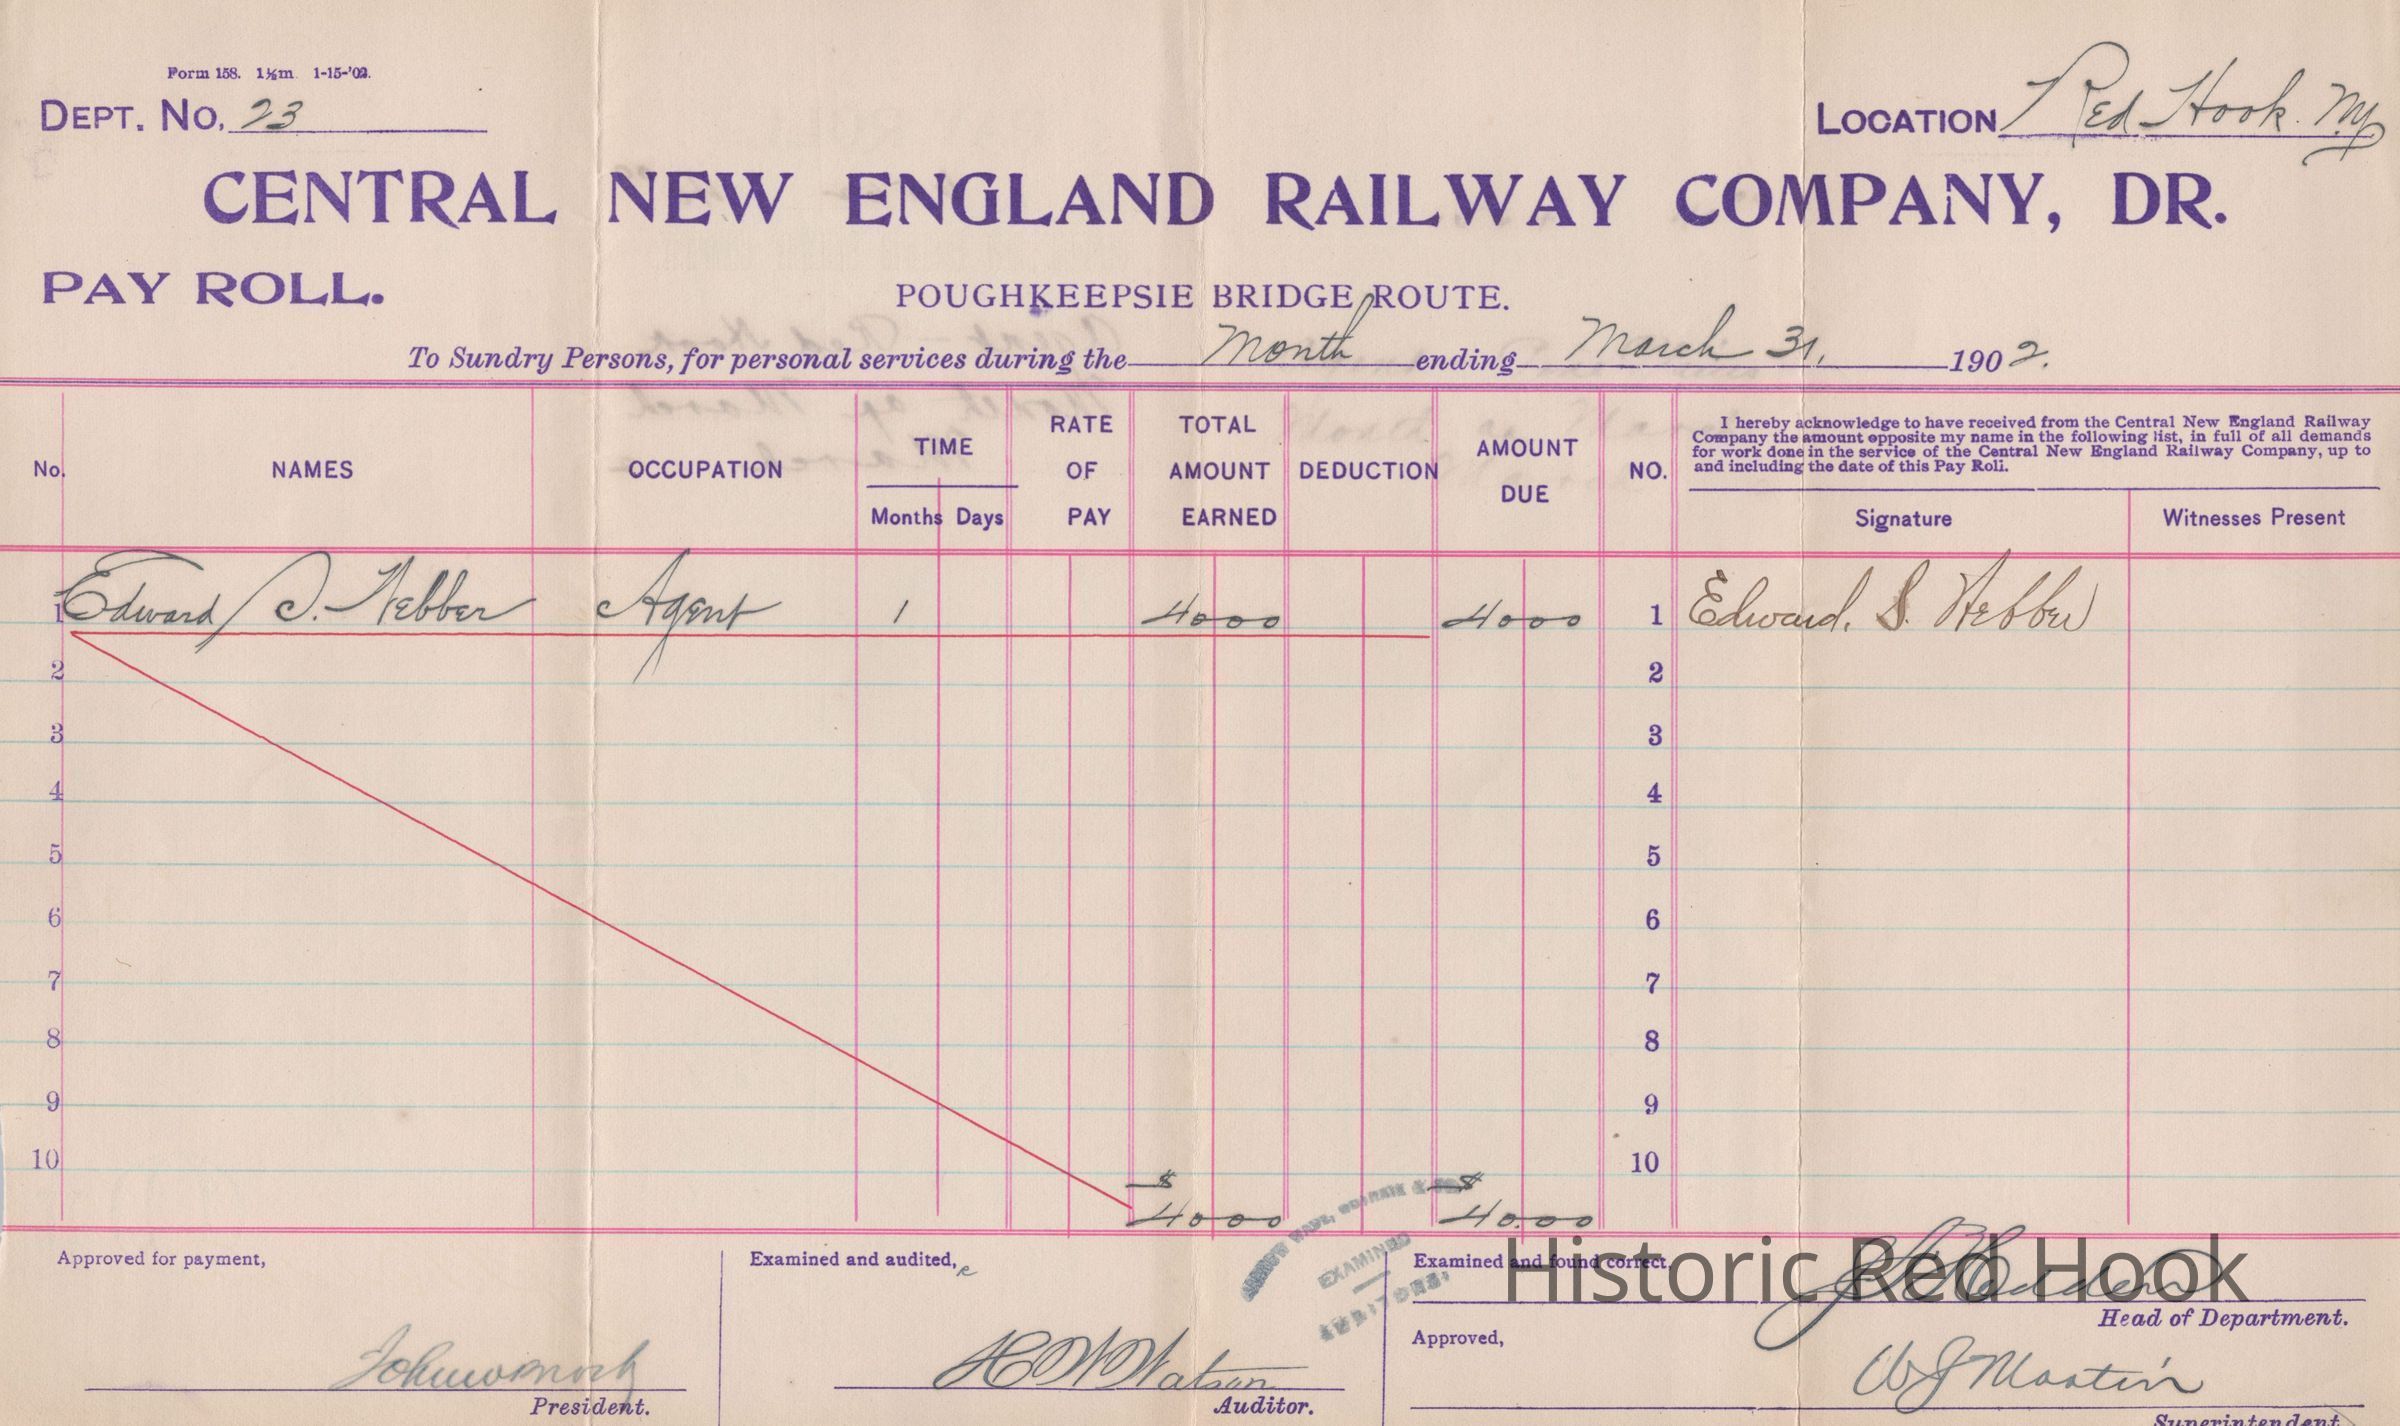 Form 158. 1½m 1-15-'02.
DEPT. NO. 23
LOCATION Red Hook. NY
CENTRAL NEW ENGLAND RAILWAY COMPANY, DR.
PAY ROLL.
POUGHKEEPSIE BRIDGE ROUTE.
To Sundry Persons, for personal services during the Month ending March 31, 1902.
No. NAMES OCCUPATION TIME Months Days RATE OF PAY TOTAL AMOUNT EARNED DEDUCTION AMOUNT DUE NO.
I hereby acknowledge to have received from the Central New England Railway
Company the amount opposite my name in the following list, in full of all demands
for work done in the service of the Central New England Railway Company, up to
and including the date of this Pay Roll.
Signature Witnesses Present
1 Edward S. Webber Agent 1 4000 4000 1 Edward. S. Webber
2 2
3 3
4 4
5 5
6 6
7 7
8 8
9 9
10 10
$ $
4000 40.00
Approved for payment,
President.
Examined and audited,
EXAMINED
AUDITORS
H W Watson
Auditor.
Examined and found correct,
Head of Department.
Approved,
W J Martin
Superintendent
Historic Red Hook